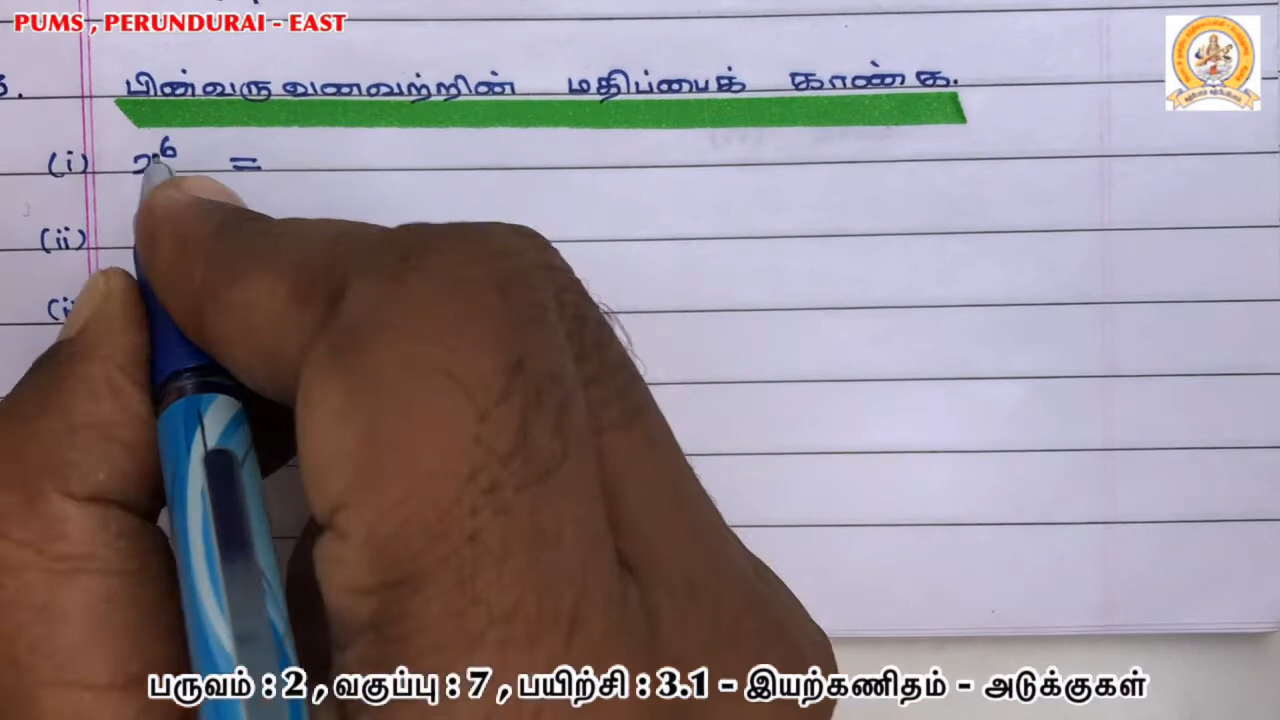 PUMS , PERUNDURAI - EAST
பின்வருவனவற்றின் மதிப்பைக் காண்க.
(i) 2⁶ =
(ii)
பருவம் : 2 , வகுப்பு : 7 , பயிற்சி : 3.1 - இயற்கணிதம் - அடுக்குகள்